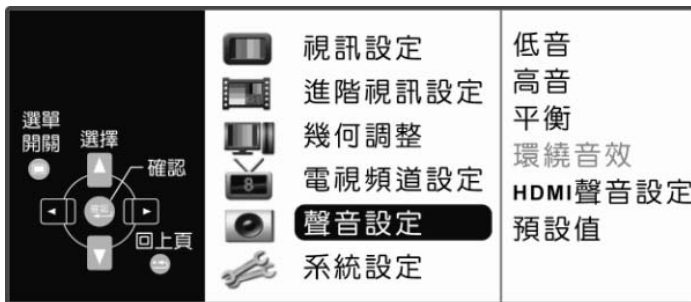 選單
開關
選擇
確認
確認
回上頁
視訊設定
進階視訊設定
幾何調整
8
電視頻道設定
聲音設定
系統設定
低音
高音
平衡
環繞音效
HDMI聲音設定
預設值